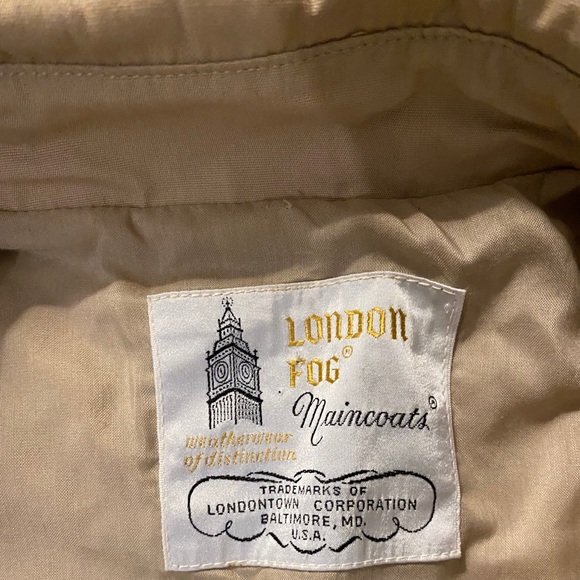 LONDON
FOG®
Maincoats®
weatherwear
of distinction
TRADEMARKS OF
LONDONTOWN CORPORATION
BALTIMORE, MD.
U.S.A.